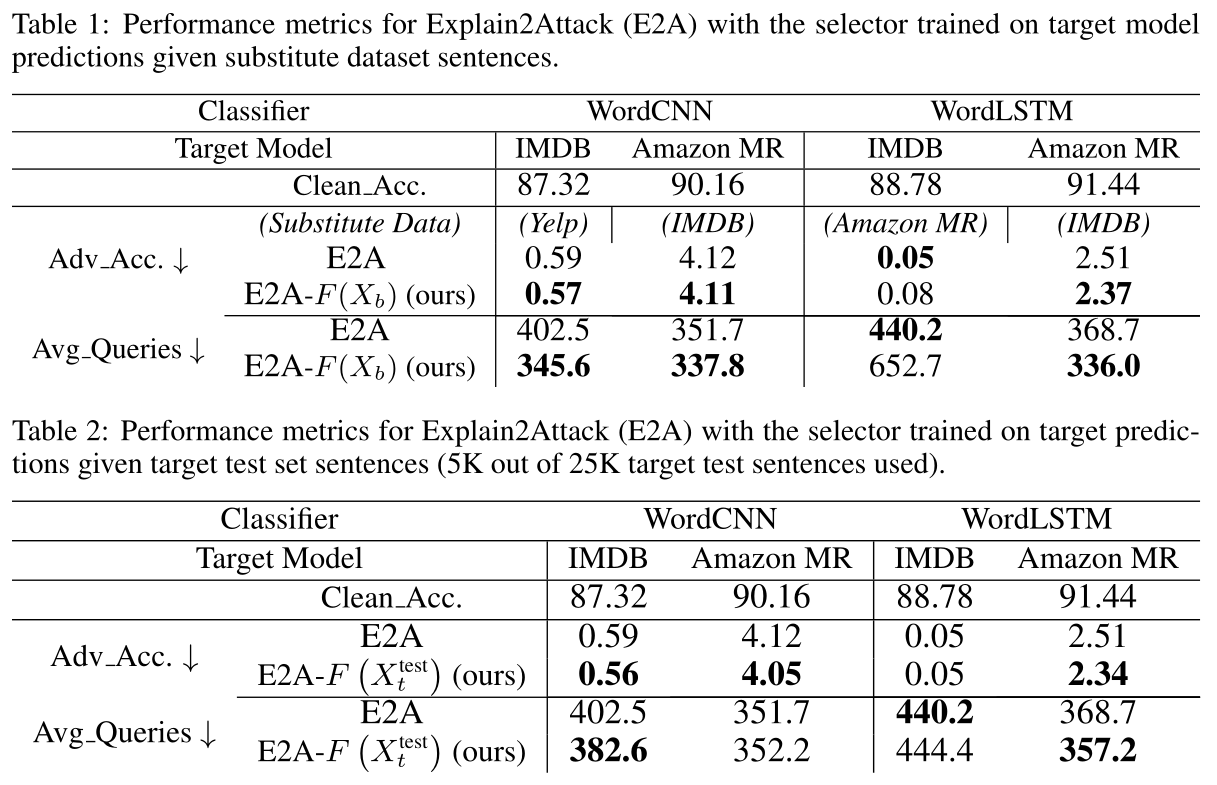 Table 1: Performance metrics for Explain2Attack (E2A) with the selector trained on target model
predictions given substitute dataset sentences.
Classifier WordCNN WordLSTM
Target Model IMDB Amazon MR IMDB Amazon MR
Clean_Acc. 87.32 90.16 88.78 91.44
(Substitute Data) (Yelp) (IMDB) (Amazon MR) (IMDB)
Adv_Acc. ↓ E2A 0.59 4.12 0.05 2.51
E2A-F(X_b) (ours) 0.57 4.11 0.08 2.37
Avg_Queries ↓ E2A 402.5 351.7 440.2 368.7
E2A-F(X_b) (ours) 345.6 337.8 652.7 336.0
Table 2: Performance metrics for Explain2Attack (E2A) with the selector trained on target predic-
tions given target test set sentences (5K out of 25K target test sentences used).
Classifier WordCNN WordLSTM
Target Model IMDB Amazon MR IMDB Amazon MR
Clean_Acc. 87.32 90.16 88.78 91.44
Adv_Acc. ↓ E2A 0.59 4.12 0.05 2.51
E2A-F (X_t^test) (ours) 0.56 4.05 0.05 2.34
Avg_Queries ↓ E2A 402.5 351.7 440.2 368.7
E2A-F (X_t^test) (ours) 382.6 352.2 444.4 357.2